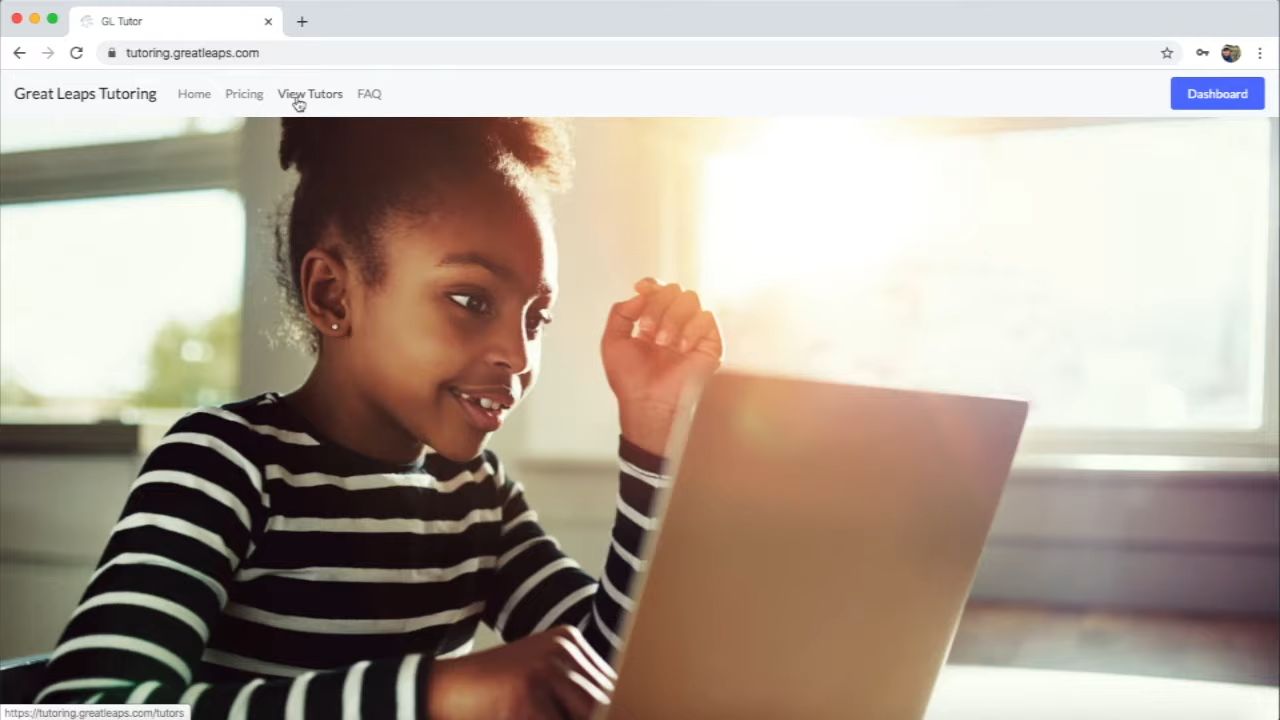 GL Tutor
tutoring.greatleaps.com
Great Leaps Tutoring Home Pricing View Tutors FAQ Dashboard
https://tutoring.greatleaps.com/tutors